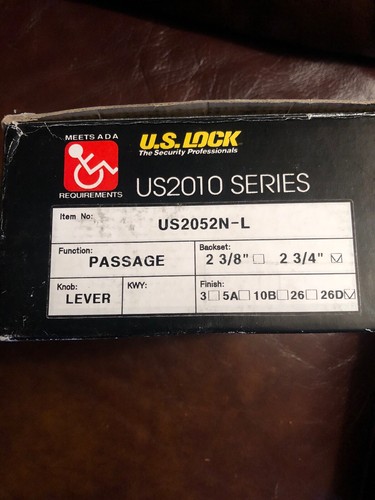 MEETS ADA
REQUIREMENTS
U.S. LOCK
The Security Professionals
US2010 SERIES
Item No: US2052N-L
Function: PASSAGE
Backset: 2 3/8" 2 3/4"
Knob: LEVER
KWY:
Finish: 3 5A 10B 26 26D